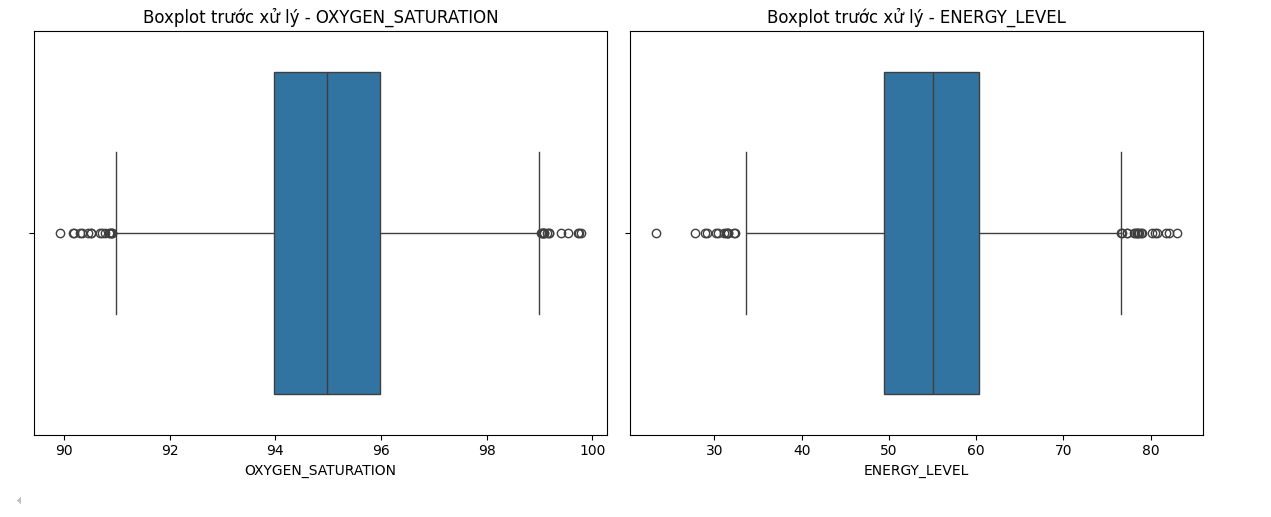 Boxplot trước xử lý - OXYGEN_SATURATION
90 92 94 96 98 100
OXYGEN_SATURATION
Boxplot trước xử lý - ENERGY_LEVEL
30 40 50 60 70 80
ENERGY_LEVEL